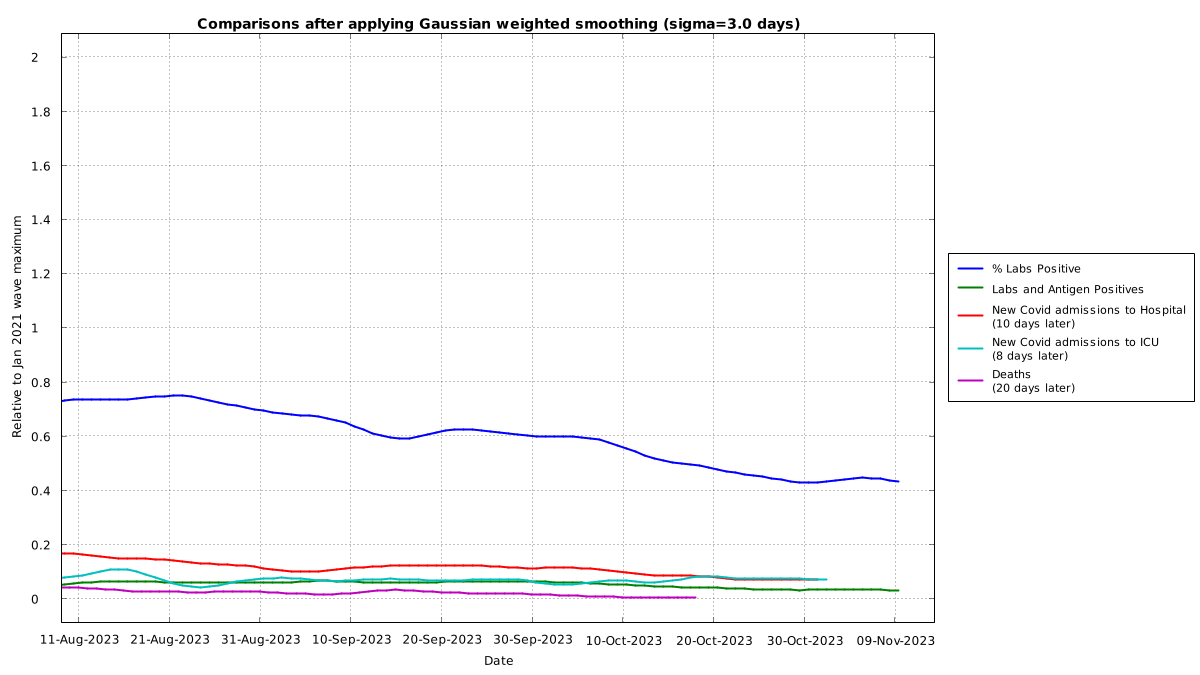 Comparisons after applying Gaussian weighted smoothing (sigma=3.0 days)
Relative to Jan 2021 wave maximum
2
1.8
1.6
1.4
1.2
1
0.8
0.6
0.4
0.2
0
11-Aug-2023 21-Aug-2023 31-Aug-2023 10-Sep-2023 20-Sep-2023 30-Sep-2023 10-Oct-2023 20-Oct-2023 30-Oct-2023 09-Nov-2023
Date
% Labs Positive
Labs and Antigen Positives
New Covid admissions to Hospital
(10 days later)
New Covid admissions to ICU
(8 days later)
Deaths
(20 days later)